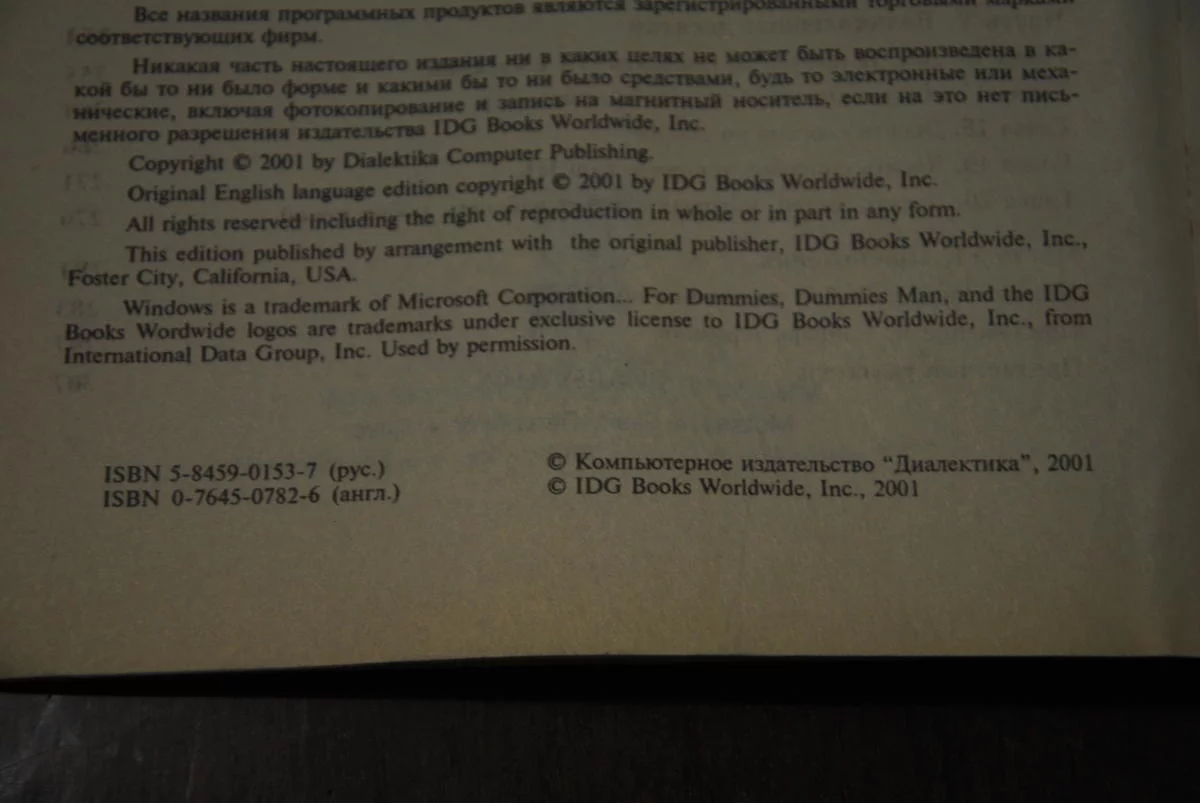 Все названия программных продуктов являются зарегистрированными торговыми марками
соответствующих фирм.
Никакая часть настоящего издания ни в каких целях не может быть воспроизведена в ка-
кой бы то ни было форме и какими бы то ни было средствами, будь то электронные или меха-
нические, включая фотокопирование и запись на магнитный носитель, если на это нет пись-
менного разрешения издательства IDG Books Worldwide, Inc.
Copyright © 2001 by Dialektika Computer Publishing.
Original English language edition copyright © 2001 by IDG Books Worldwide, Inc.
All rights reserved including the right of reproduction in whole or in part in any form.
This edition published by arrangement with the original publisher, IDG Books Worldwide, Inc.,
Foster City, California, USA.
Windows is a trademark of Microsoft Corporation... For Dummies, Dummies Man, and the IDG
Books Wordwide logos are trademarks under exclusive license to IDG Books Worldwide, Inc., from
International Data Group, Inc. Used by permission.
ISBN 5-8459-0153-7 (рус.)
ISBN 0-7645-0782-6 (англ.)
© Компьютерное издательство “Диалектика”, 2001
© IDG Books Worldwide, Inc., 2001